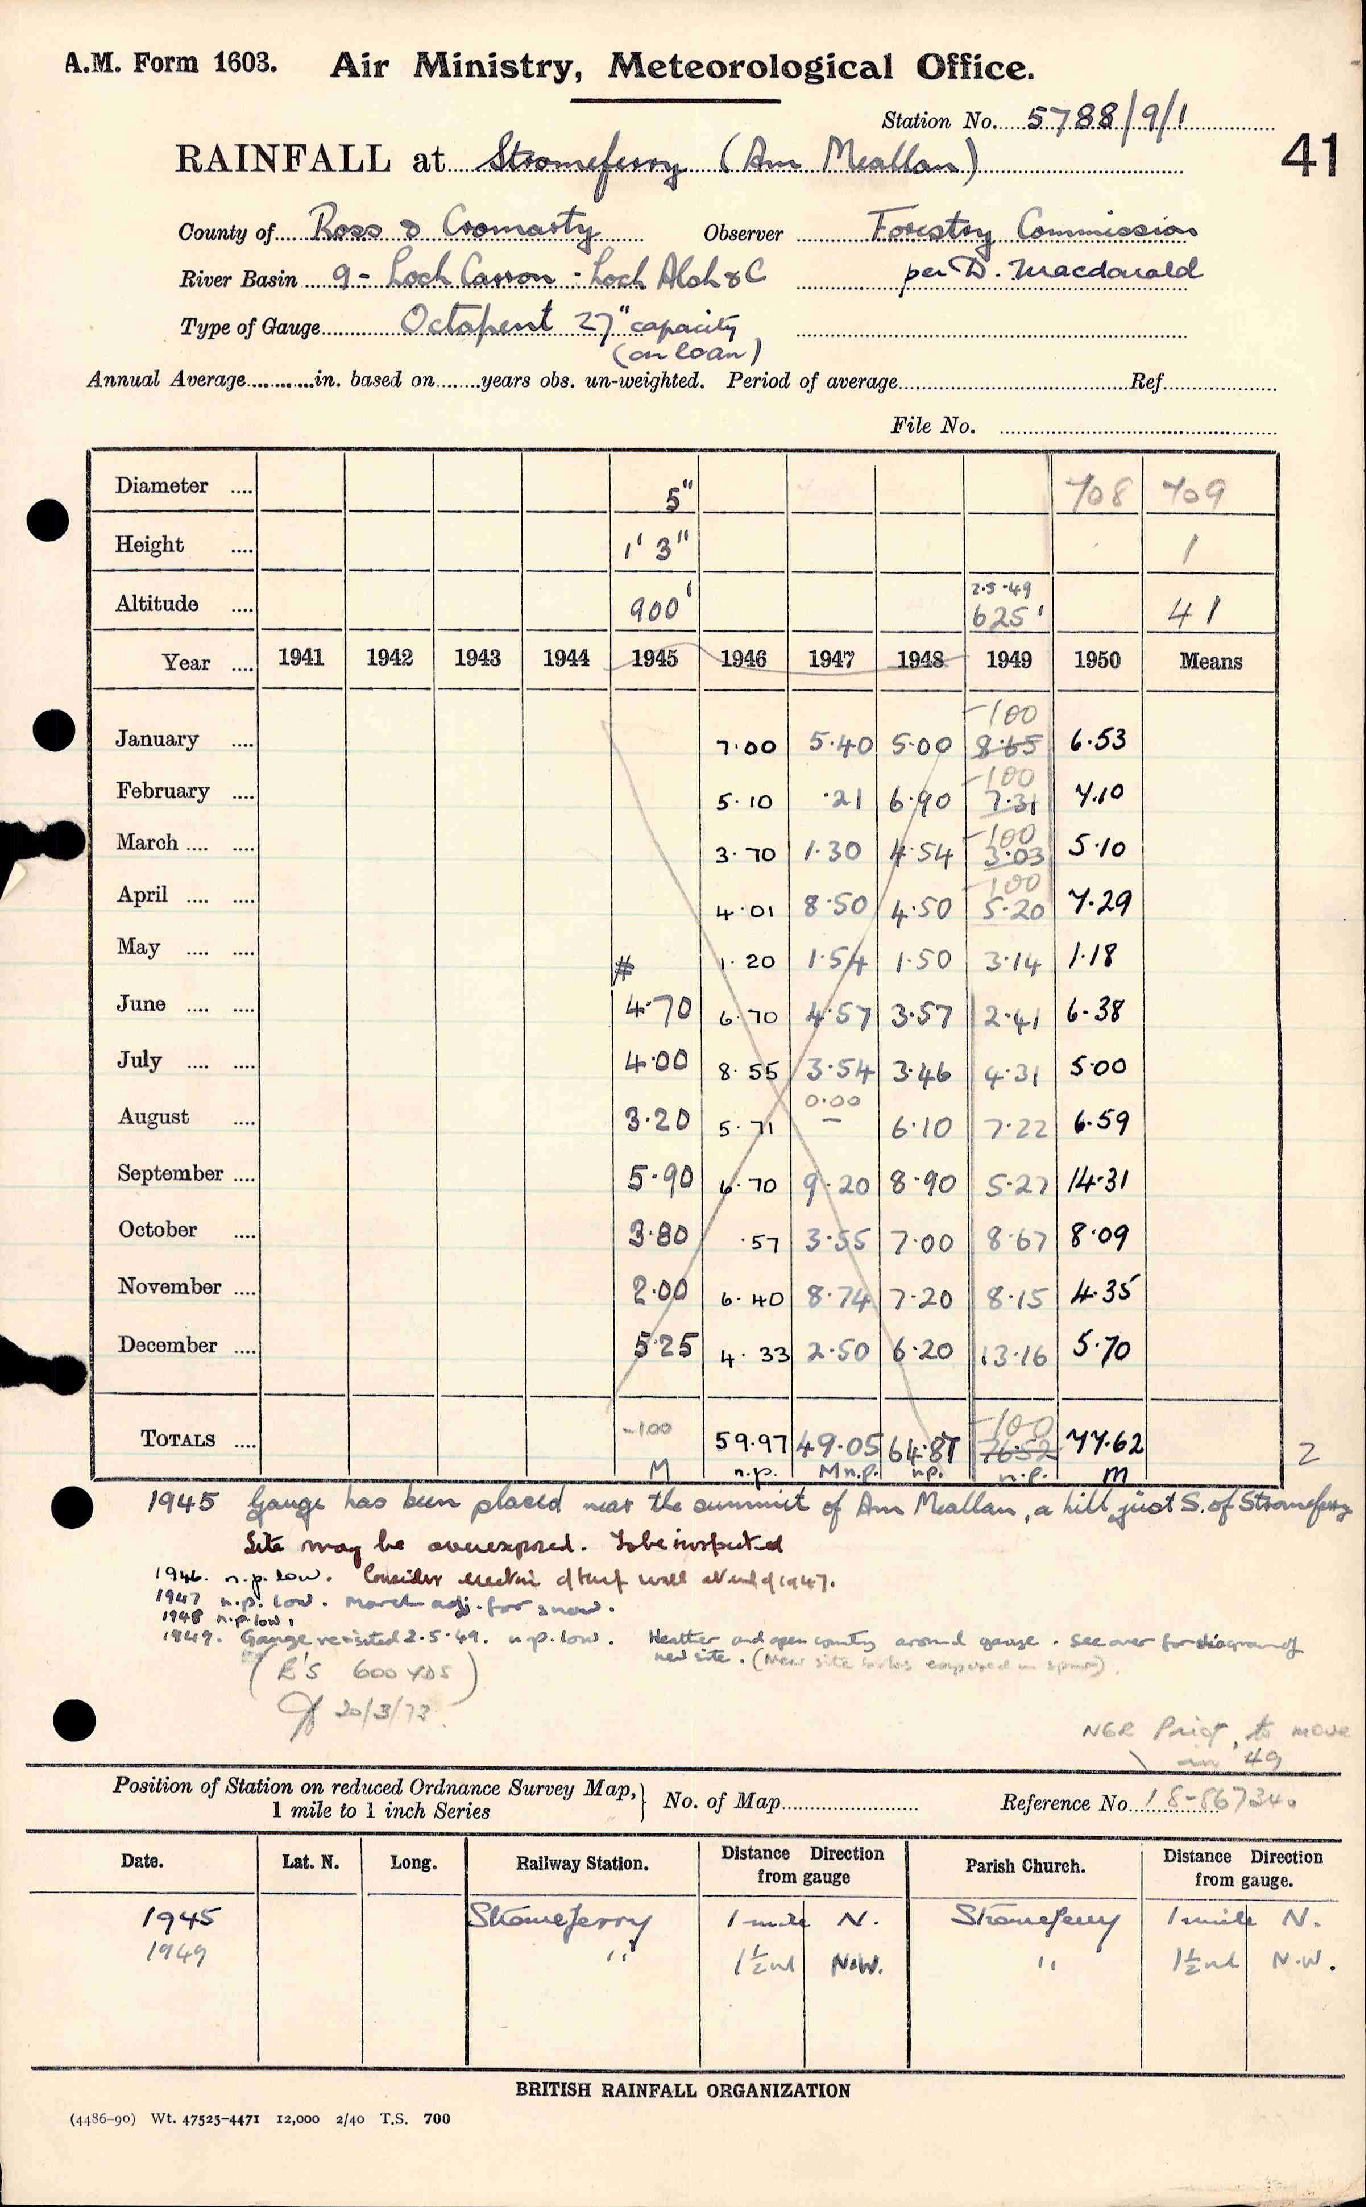 A.M. Form 1603. Air Ministry, Meteorological Office.
Station No. 5788/9/1
41
RAINFALL at Stromeferry (Am Meallan)
County of Ross & Cromarty Observer Forestry Commission
River Basin 9 - Loch Carron - Loch Alsh &C per D. Macdonald
Type of Gauge Octapent 27" capacity
(on loan)
Annual Average in. based on years obs. un-weighted. Period of average Ref.
File No.
Diameter 5" 708 709
Height 1' 3" 1
Altitude 900' 2·5·49 625' 41
Year 1941 1942 1943 1944 1945 1946 1947 1948 1949 1950 Means
January 7·00 5·40 5·00 -100 8·65 6·53
February 5·10 ·21 6·90 -100 7·31 7·10
March 3·70 1·30 4·54 -100 3·03 5·10
April 4·01 8·50 4·50 -100 5·20 7·29
May # 1·20 1·54 1·50 3·14 1·18
June 4·70 6·70 4·57 3·57 2·41 6·38
July 4·00 8·55 3·54 3·46 4·31 5·00
August 3·20 5·71 0·00 – 6·10 7·22 6·59
September 5·90 6·70 9·20 8·90 5·27 14·31
October 3·80 ·57 3·55 7·00 8·67 8·09
November 2·00 6·40 8·74 7·20 8·15 4·35
December 5·25 4·33 2·50 6·20 13·16 5·70
TOTALS -100 59·97 49·05 64·87 -100 76·52 77·62
M n.p. M n.p. n.p. n.p. m
2
1945 Gauge has been placed near the summit of Am Meallan, a hill just S. of Stromeferry
Site may be overexposed. To be inspected
1946. n.p. low. Consider erection of turf wall at end of 1947.
1947 n.p. low. March adj. for snow.
1948 n.p. low.
1949. Gauge revisited 2.5.49. n.p. low. Heather and open country around gauge. See over for diagram of
new site. (New site looks exposed in spms).
(R'S 600 YDS)
20/3/73
NGR Prior to move
in 49
Position of Station on reduced Ordnance Survey Map,
1 mile to 1 inch Series } No. of Map Reference No. 18-867340
Date. Lat. N. Long. Railway Station. Distance Direction from gauge Parish Church. Distance Direction from gauge.
1945 Stromeferry 1 mile N. Stromeferry 1 mile N.
1949 " 1½ml N.W. " 1½ml N.W.
BRITISH RAINFALL ORGANIZATION
(4486-90) Wt. 47525-4471 12,000 2/40 T.S. 700